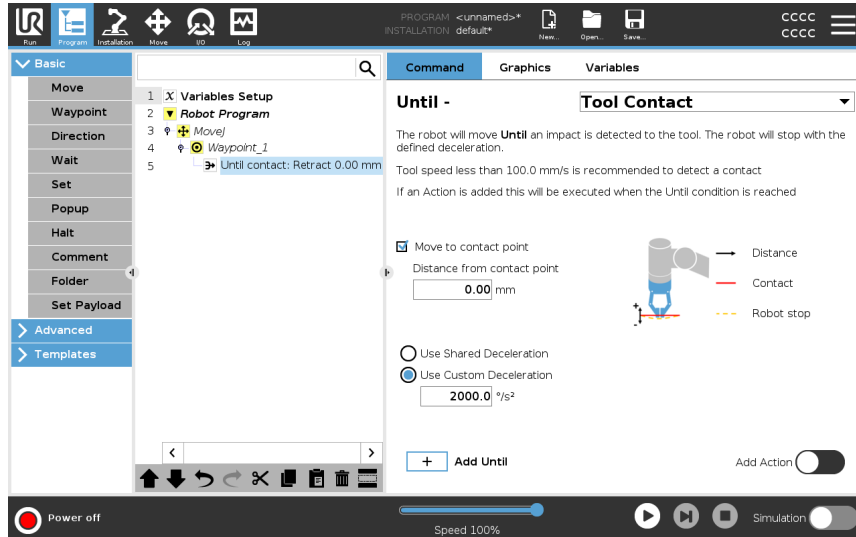 UR
PROGRAM <unnamed>*
INSTALLATION default*
CCCC
CCCC
Run
Program
Installation
Move
I/O
Log
New...
Open...
Save...
Basic
Move
Waypoint
Direction
Wait
Set
Popup
Halt
Comment
Folder
Set Payload
Advanced
Templates
1 X Variables Setup
2 Robot Program
3 MoveJ
4 Waypoint_1
5 Until contact: Retract 0.00 mm
Command Graphics Variables
Until - Tool Contact
The robot will move Until an impact is detected to the tool. The robot will stop with the
defined deceleration.
Tool speed less than 100.0 mm/s is recommended to detect a contact
If an Action is added this will be executed when the Until condition is reached
Move to contact point
Distance from contact point
0.00 mm
Distance
Contact
Robot stop
+
-
Use Shared Deceleration
Use Custom Deceleration
2000.0 °/s²
+ Add Until
Add Action
Power off
Speed 100%
Simulation